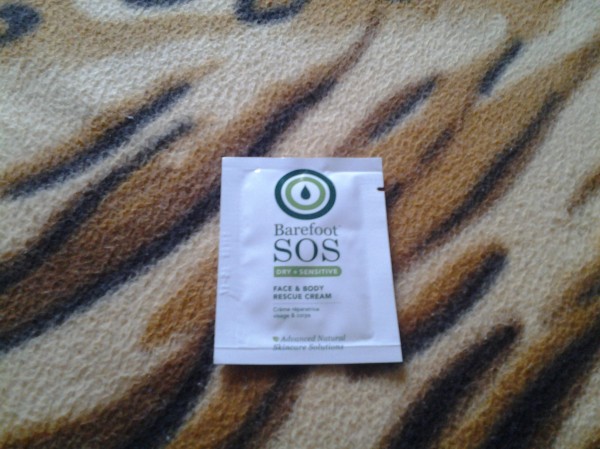 Barefoot
SOS
DRY + SENSITIVE
FACE & BODY
RESCUE CREAM
Crème réparatrice
visage & corps
Advanced Natural
Skincare Solutions